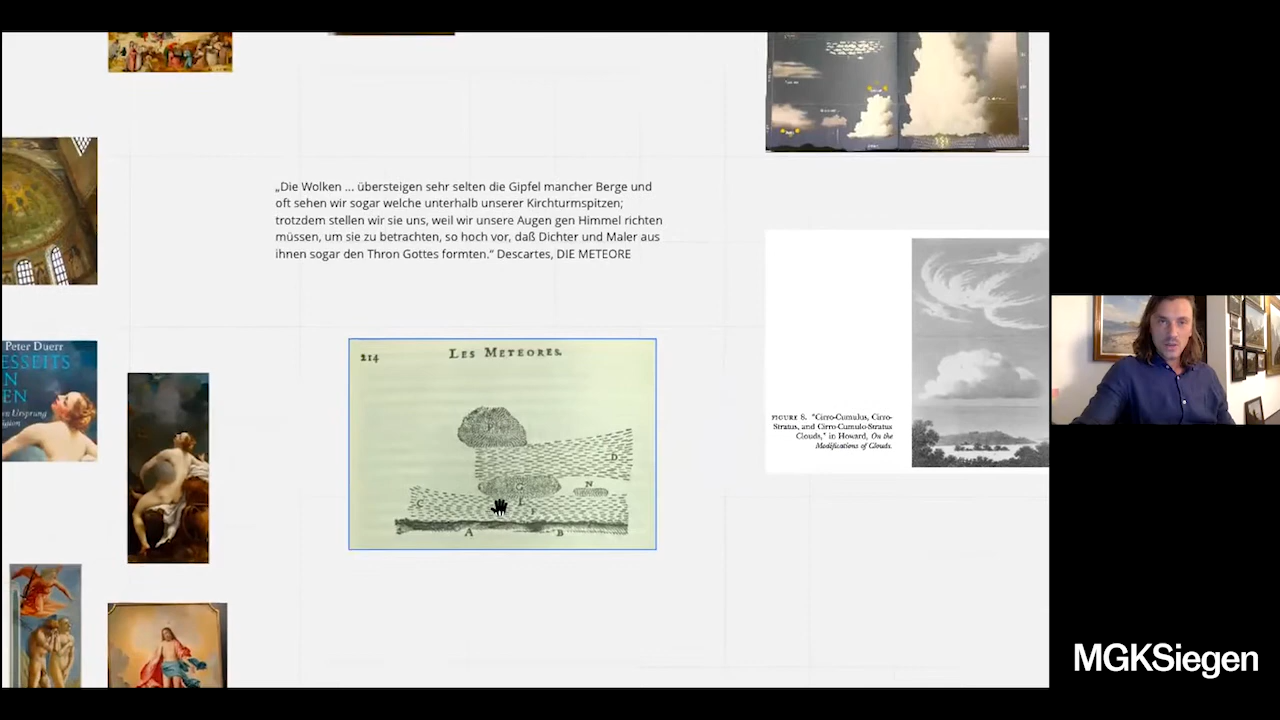 „Die Wolken ... übersteigen sehr selten die Gipfel mancher Berge und
oft sehen wir sogar welche unterhalb unserer Kirchturmspitzen;
trotzdem stellen wir sie uns, weil wir unsere Augen gen Himmel richten
müssen, um sie zu betrachten, so hoch vor, daß Dichter und Maler aus
ihnen sogar den Thron Gottes formten.“ Descartes, DIE METEORE
Peter Duerr
ESSEITS
N
EN
Ursprung
214 LES METEORES.
F
D
G
N
C
E
F
A B
FIGURE 8. "Cirro-Cumulus, Cirro-
Stratus, and Cirro-Cumulo-Stratus
Clouds," in Howard, On the
Modifications of Clouds.
MGKSiegen